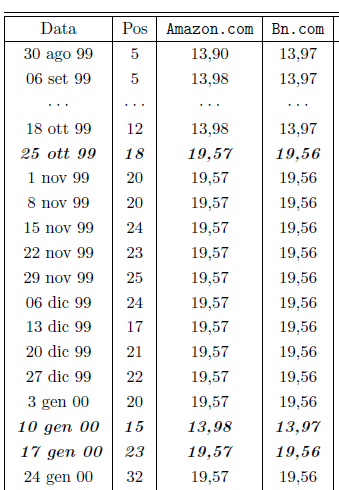 Data Pos Amazon.com Bn.com
30 ago 99 5 13,90 13,97
06 set 99 5 13,98 13,97
... ... ... ...
18 ott 99 12 13,98 13,97
25 ott 99 18 19,57 19,56
1 nov 99 20 19,57 19,56
8 nov 99 20 19,57 19,56
15 nov 99 24 19,57 19,56
22 nov 99 23 19,57 19,56
29 nov 99 25 19,57 19,56
06 dic 99 24 19,57 19,56
13 dic 99 17 19,57 19,56
20 dic 99 21 19,57 19,56
27 dic 99 22 19,57 19,56
3 gen 00 20 19,57 19,56
10 gen 00 15 13,98 13,97
17 gen 00 23 19,57 19,56
24 gen 00 32 19,57 19,56